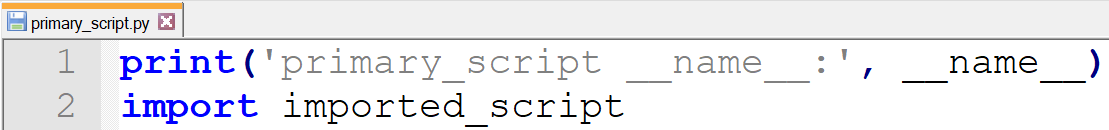 primary_script.py
1 print('primary_script __name__:', __name__)
2 import imported_script